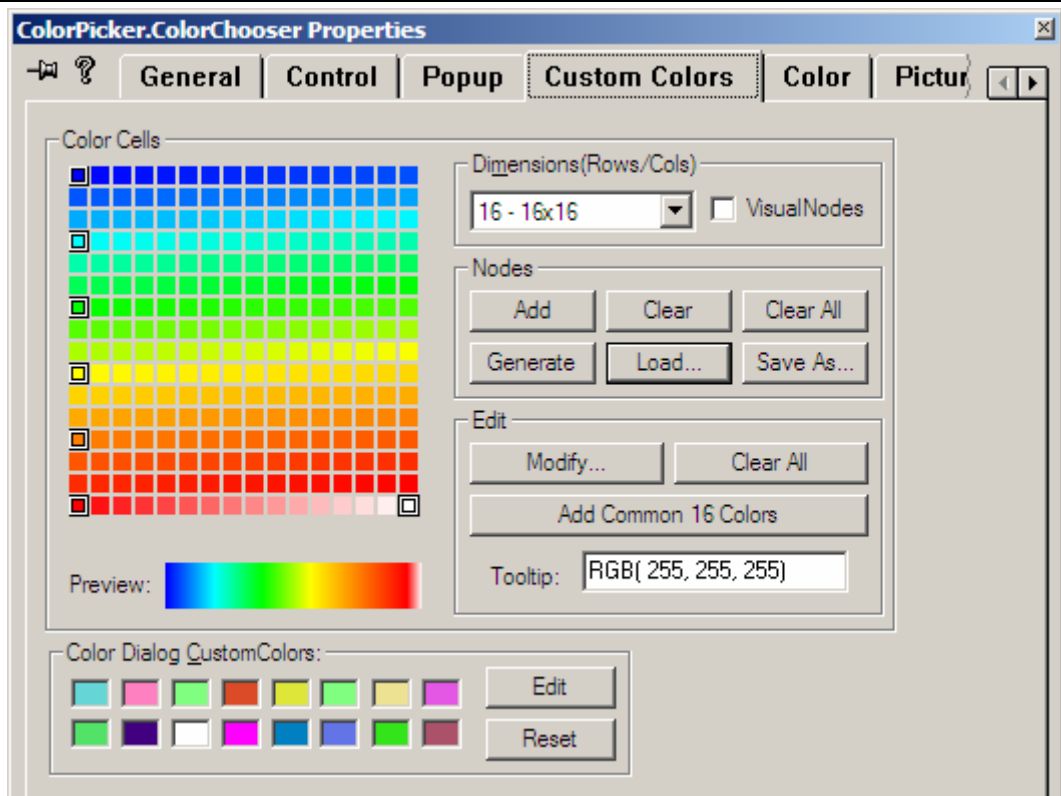 ColorPicker.ColorChooser Properties
General Control Popup Custom Colors Color Pictur
Color Cells
Dimensions(Rows/Cols)
16 - 16x16 VisualNodes
Nodes
Add Clear Clear All
Generate Load... Save As...
Edit
Modify... Clear All
Add Common 16 Colors
Tooltip: RGB( 255, 255, 255)
Preview:
Color Dialog CustomColors:
Edit
Reset